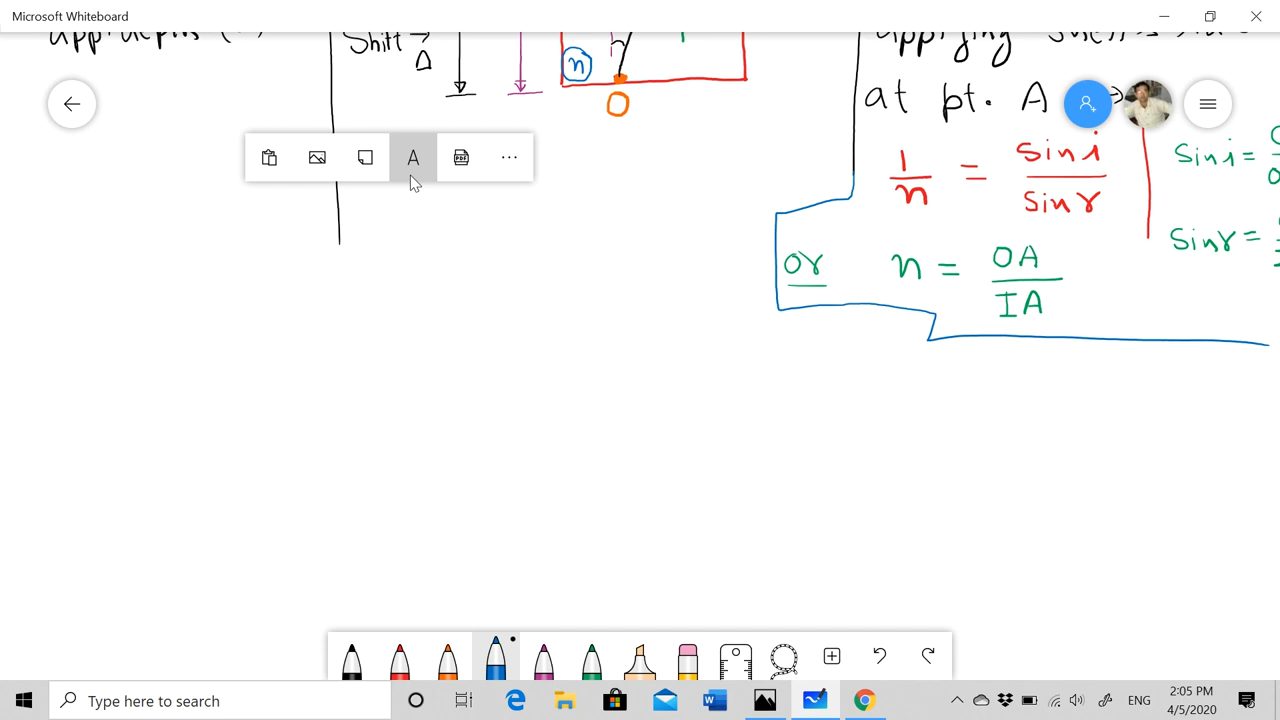 Microsoft Whiteboard
Shift →
Δ
n
O
at pt. A →
1/n = sin i/sin r
sin i =
sin r =
or n = OA/IA
A
PDF
Type here to search
ENG
2:05 PM
4/5/2020